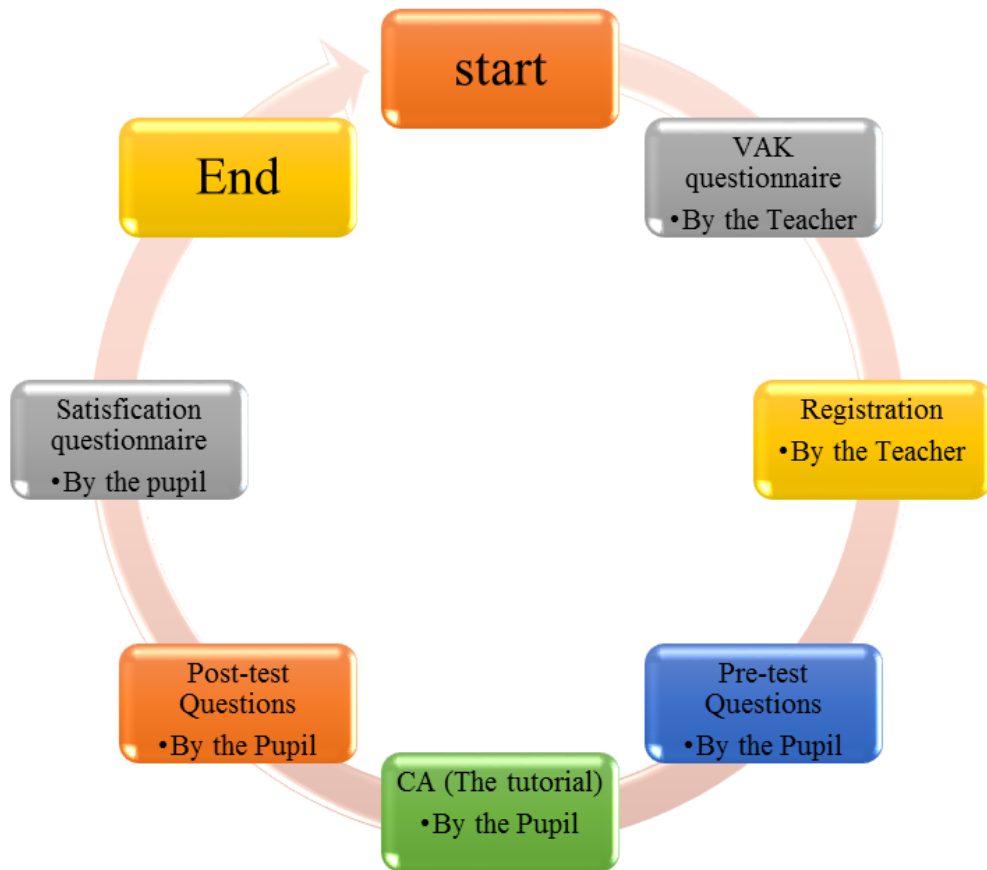 start
VAK
questionnaire
•By the Teacher
Registration
•By the Teacher
Pre-test
Questions
•By the Pupil
CA (The tutorial)
•By the Pupil
Post-test
Questions
•By the Pupil
Satisfication
questionnaire
•By the pupil
End